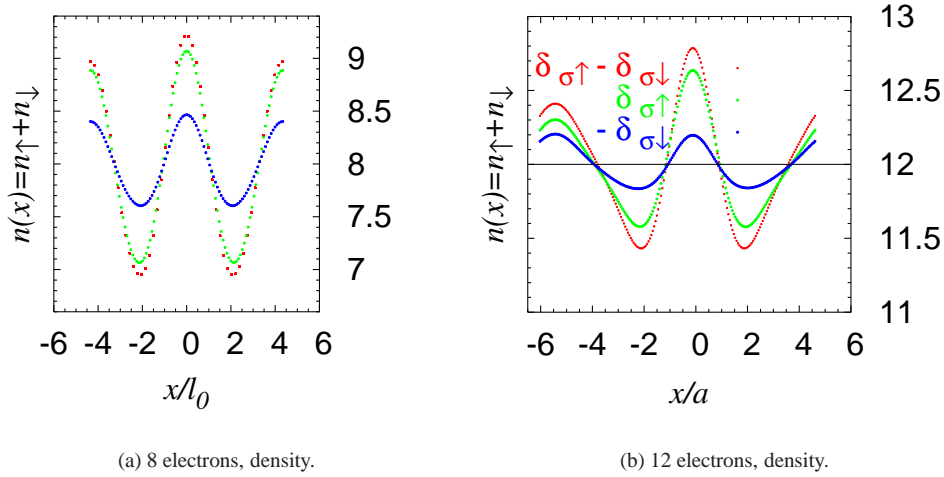 n(x)=n↑+n↓
9
8.5
8
7.5
7
-6 -4 -2 0 2 4 6
x/l0
(a) 8 electrons, density.
n(x)=n↑+n↓
δσ↑ - δσ↓
δσ↑
- δσ↓
13
12.5
12
11.5
11
-6 -4 -2 0 2 4 6
x/a
(b) 12 electrons, density.